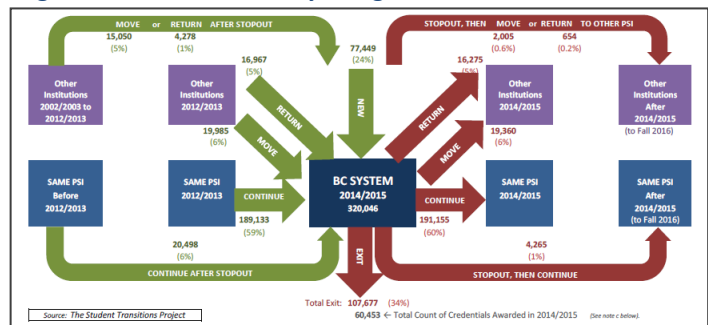 MOVE or RETURN AFTER STOPOUT
15,050 4,278
(5%) (1%)
STOPOUT, THEN MOVE or RETURN TO OTHER PSI
2,005 654
(0.6%) (0.2%)
16,967
(5%)
77,449
(24%)
16,275
(5%)
Other
Institutions
2002/2003 to
2012/2013
Other
Institutions
2012/2013
RETURN
NEW
RETURN
Other
Institutions
2014/2015
Other
Institutions
After
2014/2015
(to Fall 2016)
19,985
(6%)
MOVE
MOVE
19,360
(6%)
SAME PSI
Before
2012/2013
SAME PSI
2012/2013
CONTINUE
189,133
(59%)
BC SYSTEM
2014/2015
320,046
CONTINUE
191,155
(60%)
SAME PSI
2014/2015
SAME PSI
After
2014/2015
(to Fall 2016)
20,498
(6%)
CONTINUE AFTER STOPOUT
EXIT
4,265
(1%)
STOPOUT, THEN CONTINUE
Total Exit: 107,677 (34%)
60,453 ← Total Count of Credentials Awarded in 2014/2015 (See note c below).
Source: The Student Transitions Project